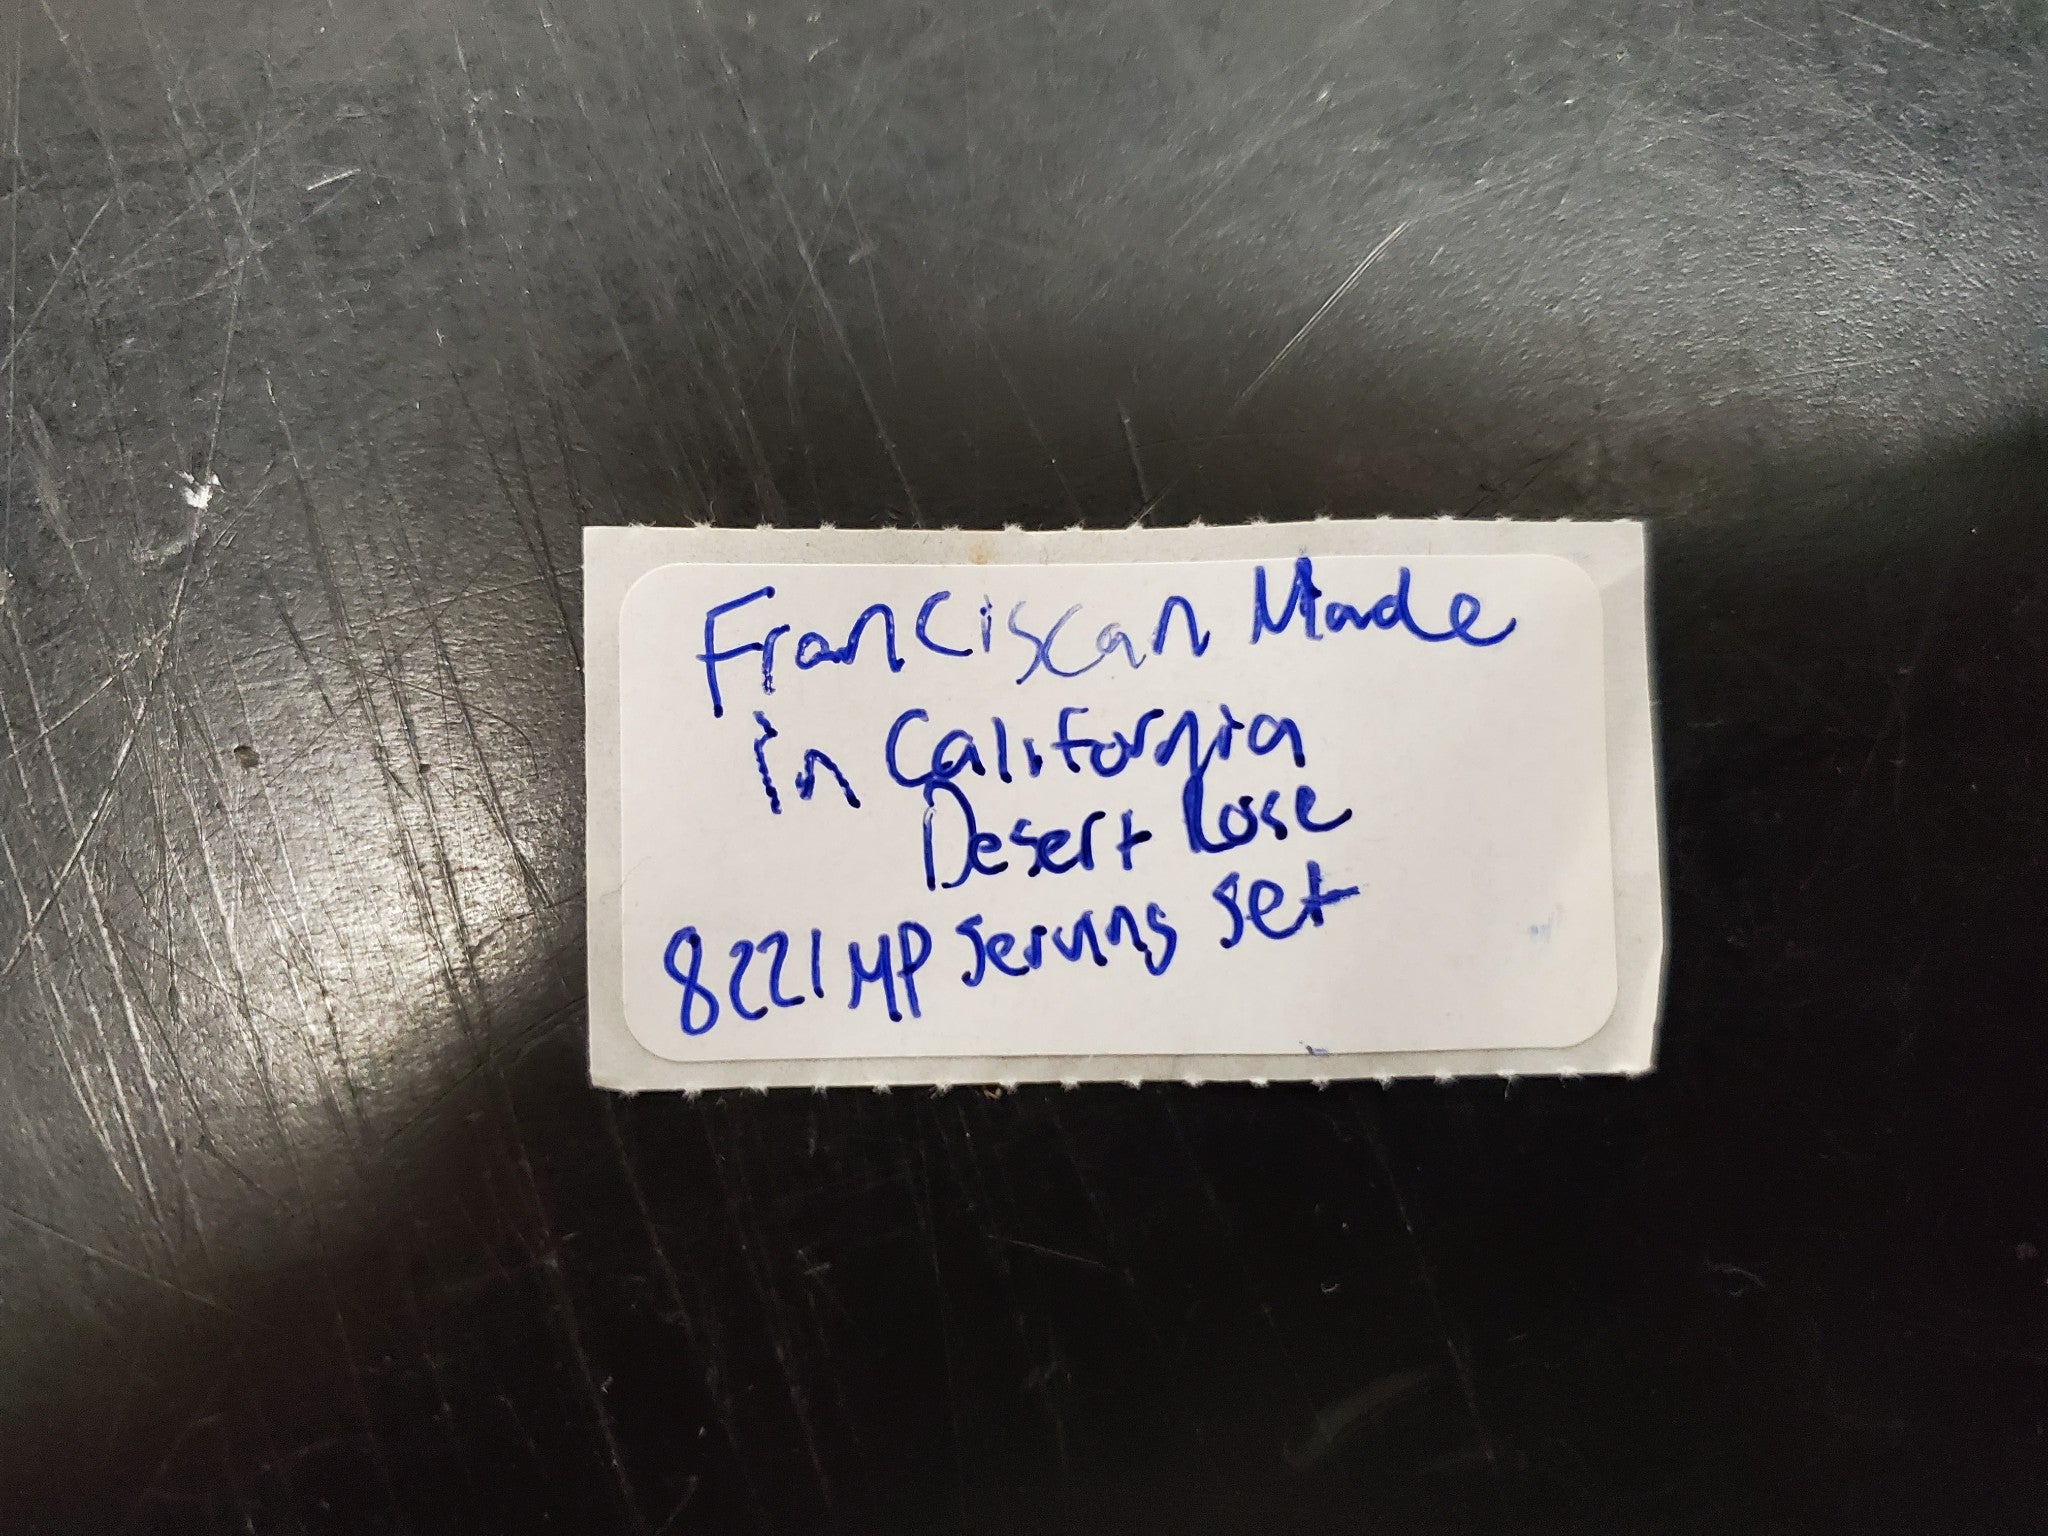 Franciscan Made
in California
Desert Rose
8221 MP serving set